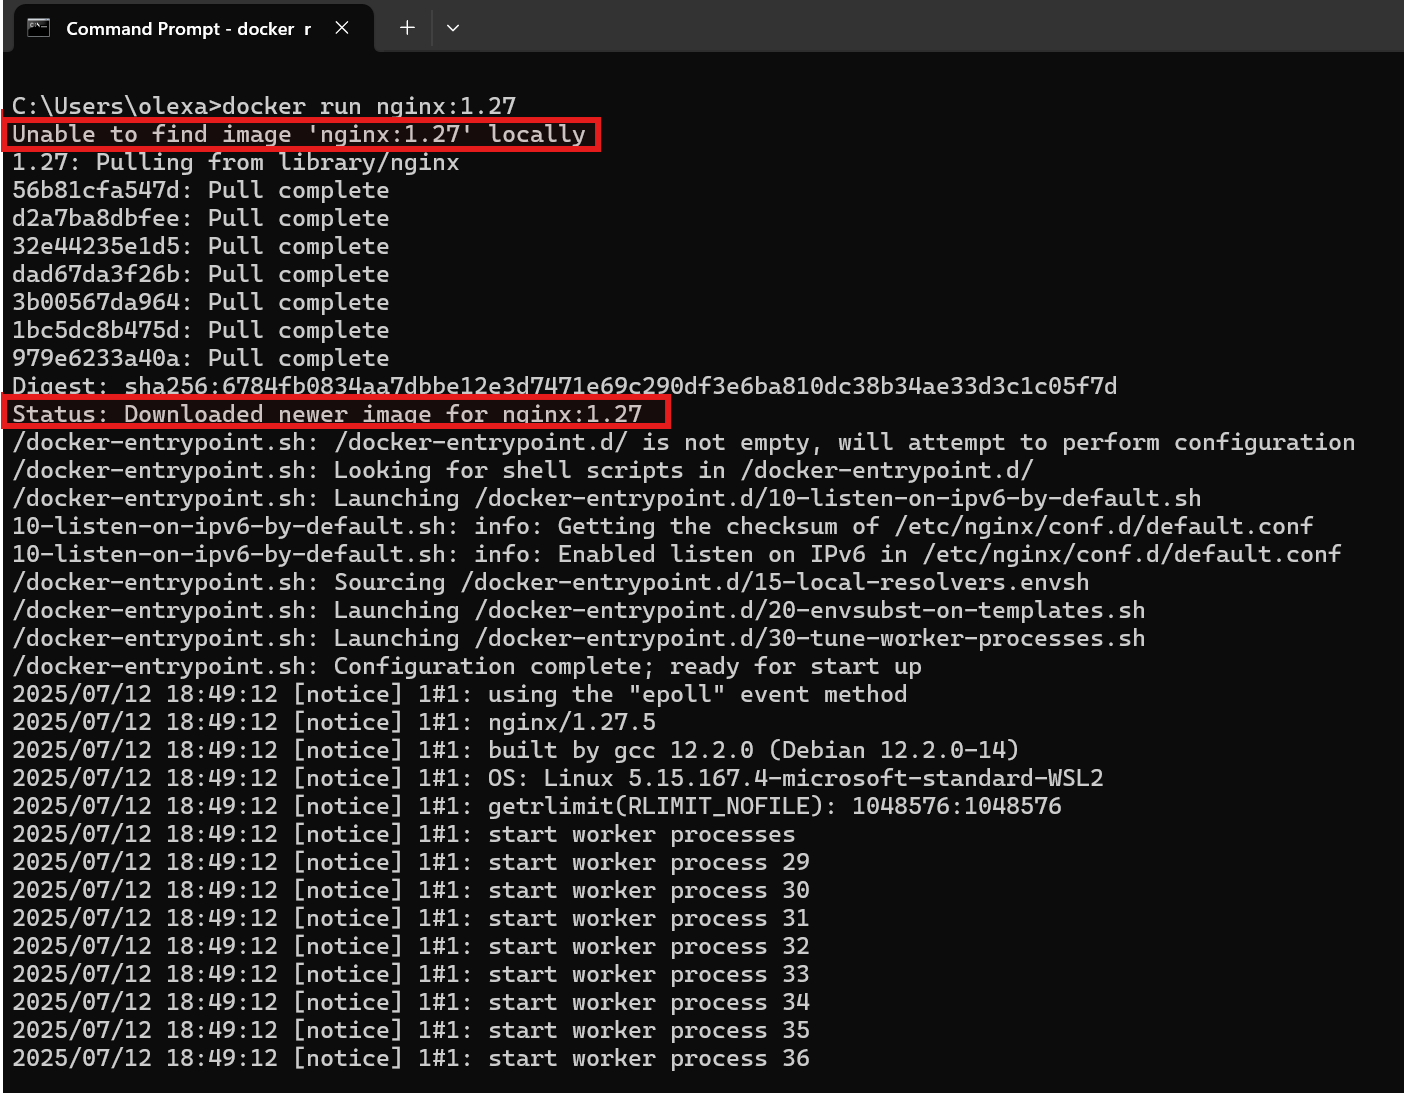 Command Prompt - docker  r
C:\Users\olexa>docker run nginx:1.27
Unable to find image 'nginx:1.27' locally
1.27: Pulling from library/nginx
56b81cfa547d: Pull complete
d2a7ba8dbfee: Pull complete
32e44235e1d5: Pull complete
dad67da3f26b: Pull complete
3b00567da964: Pull complete
1bc5dc8b475d: Pull complete
979e6233a40a: Pull complete
Digest: sha256:6784fb0834aa7dbbe12e3d7471e69c290df3e6ba810dc38b34ae33d3c1c05f7d
Status: Downloaded newer image for nginx:1.27
/docker-entrypoint.sh: /docker-entrypoint.d/ is not empty, will attempt to perform configuration
/docker-entrypoint.sh: Looking for shell scripts in /docker-entrypoint.d/
/docker-entrypoint.sh: Launching /docker-entrypoint.d/10-listen-on-ipv6-by-default.sh
10-listen-on-ipv6-by-default.sh: info: Getting the checksum of /etc/nginx/conf.d/default.conf
10-listen-on-ipv6-by-default.sh: info: Enabled listen on IPv6 in /etc/nginx/conf.d/default.conf
/docker-entrypoint.sh: Sourcing /docker-entrypoint.d/15-local-resolvers.envsh
/docker-entrypoint.sh: Launching /docker-entrypoint.d/20-envsubst-on-templates.sh
/docker-entrypoint.sh: Launching /docker-entrypoint.d/30-tune-worker-processes.sh
/docker-entrypoint.sh: Configuration complete; ready for start up
2025/07/12 18:49:12 [notice] 1#1: using the "epoll" event method
2025/07/12 18:49:12 [notice] 1#1: nginx/1.27.5
2025/07/12 18:49:12 [notice] 1#1: built by gcc 12.2.0 (Debian 12.2.0-14)
2025/07/12 18:49:12 [notice] 1#1: OS: Linux 5.15.167.4-microsoft-standard-WSL2
2025/07/12 18:49:12 [notice] 1#1: getrlimit(RLIMIT_NOFILE): 1048576:1048576
2025/07/12 18:49:12 [notice] 1#1: start worker processes
2025/07/12 18:49:12 [notice] 1#1: start worker process 29
2025/07/12 18:49:12 [notice] 1#1: start worker process 30
2025/07/12 18:49:12 [notice] 1#1: start worker process 31
2025/07/12 18:49:12 [notice] 1#1: start worker process 32
2025/07/12 18:49:12 [notice] 1#1: start worker process 33
2025/07/12 18:49:12 [notice] 1#1: start worker process 34
2025/07/12 18:49:12 [notice] 1#1: start worker process 35
2025/07/12 18:49:12 [notice] 1#1: start worker process 36